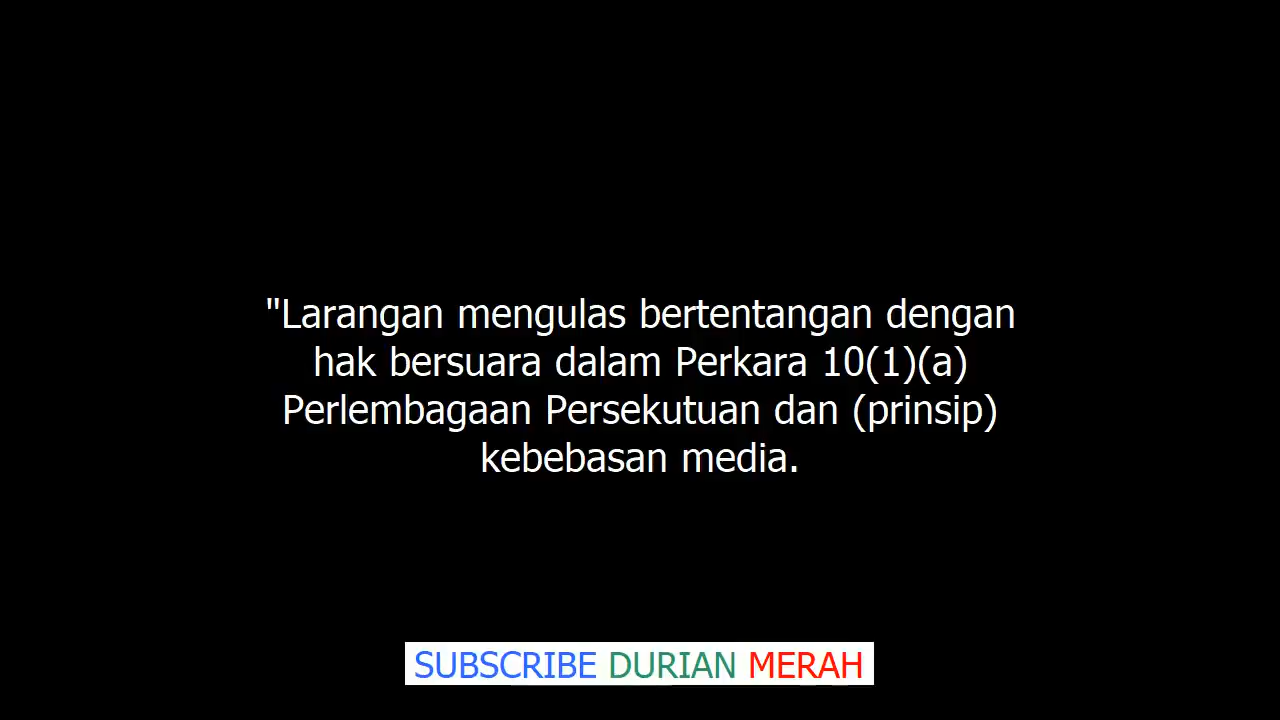 "Larangan mengulas bertentangan dengan
hak bersuara dalam Perkara 10(1)(a)
Perlembagaan Persekutuan dan (prinsip)
kebebasan media.
SUBSCRIBE DURIAN MERAH